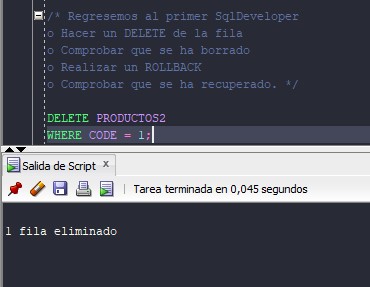 /* Regresemos al primer SqlDeveloper
o Hacer un DELETE de la fila
o Comprobar que se ha borrado
o Realizar un ROLLBACK
o Comprobar que se ha recuperado. */
DELETE PRODUCTOS2
WHERE CODE = 1;
Salida de Script x
Tarea terminada en 0,045 segundos
1 fila eliminado